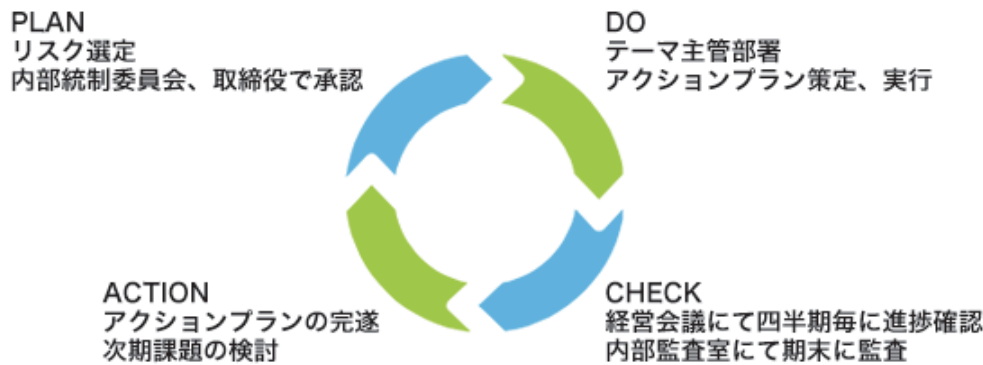 PLAN
リスク選定
内部統制委員会、取締役で承認
DO
テーマ主管部署
アクションプラン策定、実行
CHECK
経営会議にて四半期毎に進捗確認
内部監査室にて期末に監査
ACTION
アクションプランの完遂
次期課題の検討